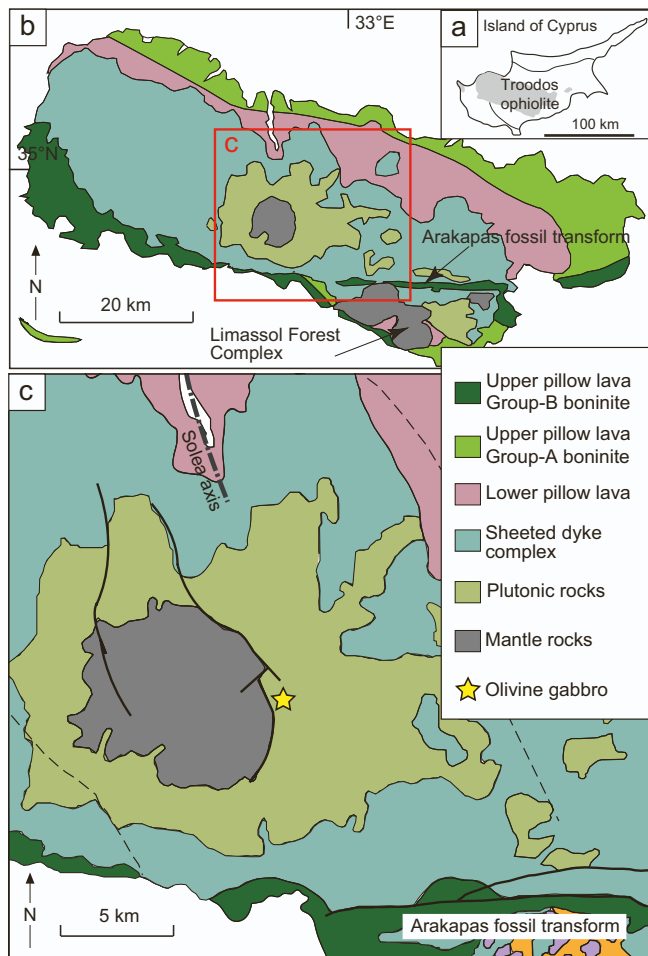 b
33°E
a
Island of Cyprus
Troodos
ophiolite
100 km
35°N
c
Arakapas fossil transform
N
20 km
Limassol Forest
Complex
c
Solea axis
Upper pillow lava
Group-B boninite
Upper pillow lava
Group-A boninite
Lower pillow lava
Sheeted dyke
complex
Plutonic rocks
Mantle rocks
Olivine gabbro
N
5 km
Arakapas fossil transform